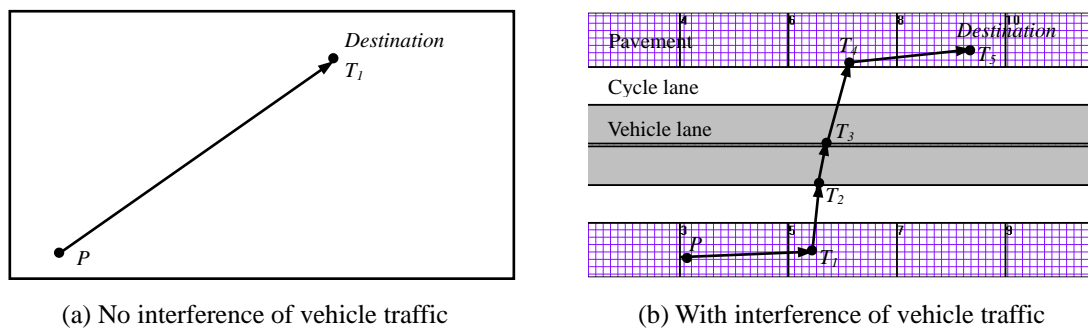 Destination
T1
P
4
6
8
10
Pavement
Destination
T4
T5
Cycle lane
Vehicle lane
T3
T2
3
5
7
9
P
T1
(a) No interference of vehicle traffic
(b) With interference of vehicle traffic